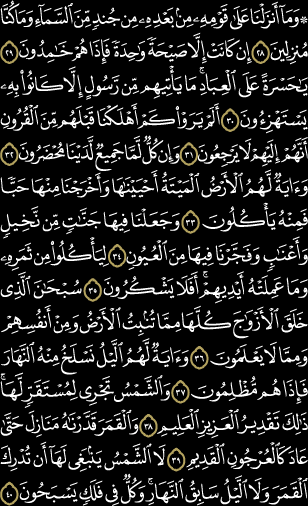 ۞ وَمَآ أَنزَلۡنَا عَلَىٰ قَوۡمِهِۦ مِنۢ بَعۡدِهِۦ مِن جُندٖ مِّنَ ٱلسَّمَآءِ وَمَا كُنَّا
مُنزِلِينَ ٢٨ إِن كَانَتۡ إِلَّا صَيۡحَةٗ وَٰحِدَةٗ فَإِذَا هُمۡ خَٰمِدُونَ ٢٩
يَٰحَسۡرَةً عَلَى ٱلۡعِبَادِۚ مَا يَأۡتِيهِم مِّن رَّسُولٍ إِلَّا كَانُواْ بِهِۦ
يَسۡتَهۡزِءُونَ ٣٠ أَلَمۡ يَرَوۡاْ كَمۡ أَهۡلَكۡنَا قَبۡلَهُم مِّنَ ٱلۡقُرُونِ
أَنَّهُمۡ إِلَيۡهِمۡ لَا يَرۡجِعُونَ ٣١ وَإِن كُلّٞ لَّمَّا جَمِيعٞ لَّدَيۡنَا مُحۡضَرُونَ ٣٢
وَءَايَةٞ لَّهُمُ ٱلۡأَرۡضُ ٱلۡمَيۡتَةُ أَحۡيَيۡنَٰهَا وَأَخۡرَجۡنَا مِنۡهَا حَبّٗا
فَمِنۡهُ يَأۡكُلُونَ ٣٣ وَجَعَلۡنَا فِيهَا جَنَّٰتٖ مِّن نَّخِيلٖ
وَأَعۡنَٰبٖ وَفَجَّرۡنَا فِيهَا مِنَ ٱلۡعُيُونِ ٣٤ لِيَأۡكُلُواْ مِن ثَمَرِهِۦ
وَمَا عَمِلَتۡهُ أَيۡدِيهِمۡۚ أَفَلَا يَشۡكُرُونَ ٣٥ سُبۡحَٰنَ ٱلَّذِي
خَلَقَ ٱلۡأَزۡوَٰجَ كُلَّهَا مِمَّا تُنۢبِتُ ٱلۡأَرۡضُ وَمِنۡ أَنفُسِهِمۡ
وَمِمَّا لَا يَعۡلَمُونَ ٣٦ وَءَايَةٞ لَّهُمُ ٱلَّيۡلُ نَسۡلَخُ مِنۡهُ ٱلنَّهَارَ
فَإِذَا هُم مُّظۡلِمُونَ ٣٧ وَٱلشَّمۡسُ تَجۡرِي لِمُسۡتَقَرّٖ لَّهَاۚ
ذَٰلِكَ تَقۡدِيرُ ٱلۡعَزِيزِ ٱلۡعَلِيمِ ٣٨ وَٱلۡقَمَرَ قَدَّرۡنَٰهُ مَنَازِلَ حَتَّىٰ
عَادَ كَٱلۡعُرۡجُونِ ٱلۡقَدِيمِ ٣٩ لَا ٱلشَّمۡسُ يَنۢبَغِي لَهَآ أَن تُدۡرِكَ
ٱلۡقَمَرَ وَلَا ٱلَّيۡلُ سَابِقُ ٱلنَّهَارِۚ وَكُلّٞ فِي فَلَكٖ يَسۡبَحُونَ ٤٠